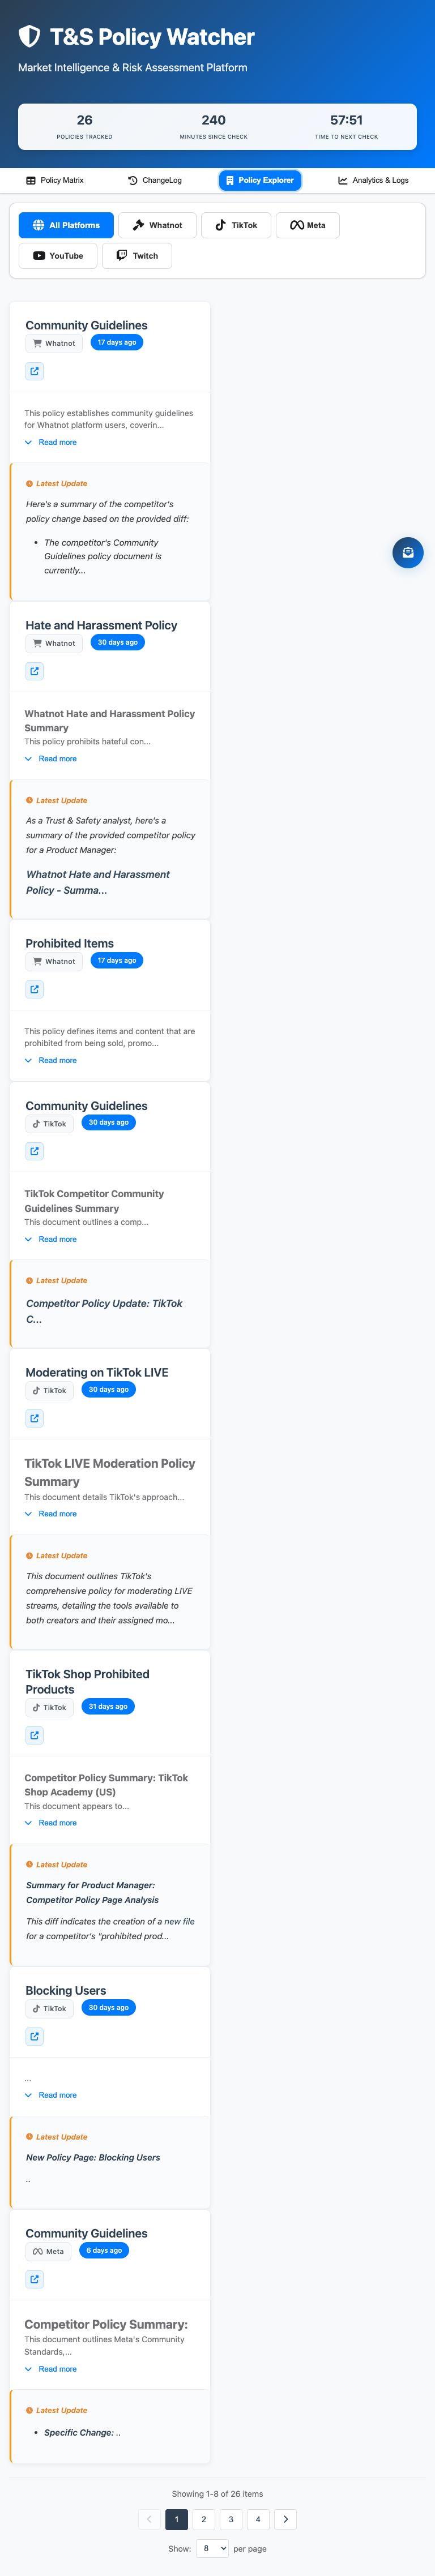 T&S Policy Watcher
Market Intelligence & Risk Assessment Platform
26
POLICIES TRACKED
240
MINUTES SINCE CHECK
57:51
TIME TO NEXT CHECK
Policy Matrix
ChangeLog
Policy Explorer
Analytics & Logs
All Platforms
Whatnot
TikTok
Meta
YouTube
Twitch
Community Guidelines
Whatnot
17 days ago
This policy establishes community guidelines
for Whatnot platform users, coverin...
Read more
Latest Update
Here's a summary of the competitor's
policy change based on the provided diff:
• The competitor's Community
Guidelines policy document is
currently...
Hate and Harassment Policy
Whatnot
30 days ago
Whatnot Hate and Harassment Policy
Summary
This policy prohibits hateful con...
Read more
Latest Update
As a Trust & Safety analyst, here's a
summary of the provided competitor policy
for a Product Manager:
Whatnot Hate and Harassment
Policy - Summa...
Prohibited Items
Whatnot
17 days ago
This policy defines items and content that are
prohibited from being sold, promo...
Read more
Community Guidelines
TikTok
30 days ago
TikTok Competitor Community
Guidelines Summary
This document outlines a comp...
Read more
Latest Update
Competitor Policy Update: TikTok
C...
Moderating on TikTok LIVE
TikTok
30 days ago
TikTok LIVE Moderation Policy
Summary
This document details TikTok's approach...
Read more
Latest Update
This document outlines TikTok's
comprehensive policy for moderating LIVE
streams, detailing the tools available to
both creators and their assigned mo...
TikTok Shop Prohibited
Products
TikTok
31 days ago
Competitor Policy Summary: TikTok
Shop Academy (US)
This document appears to...
Read more
Latest Update
Summary for Product Manager:
Competitor Policy Page Analysis
This diff indicates the creation of a new file
for a competitor's "prohibited prod...
Blocking Users
TikTok
30 days ago
...
Read more
Latest Update
New Policy Page: Blocking Users
..
Community Guidelines
Meta
6 days ago
Competitor Policy Summary:
This document outlines Meta's Community
Standards,...
Read more
Latest Update
• Specific Change: ..
Showing 1-8 of 26 items
1
2
3
4
Show: 8 per page